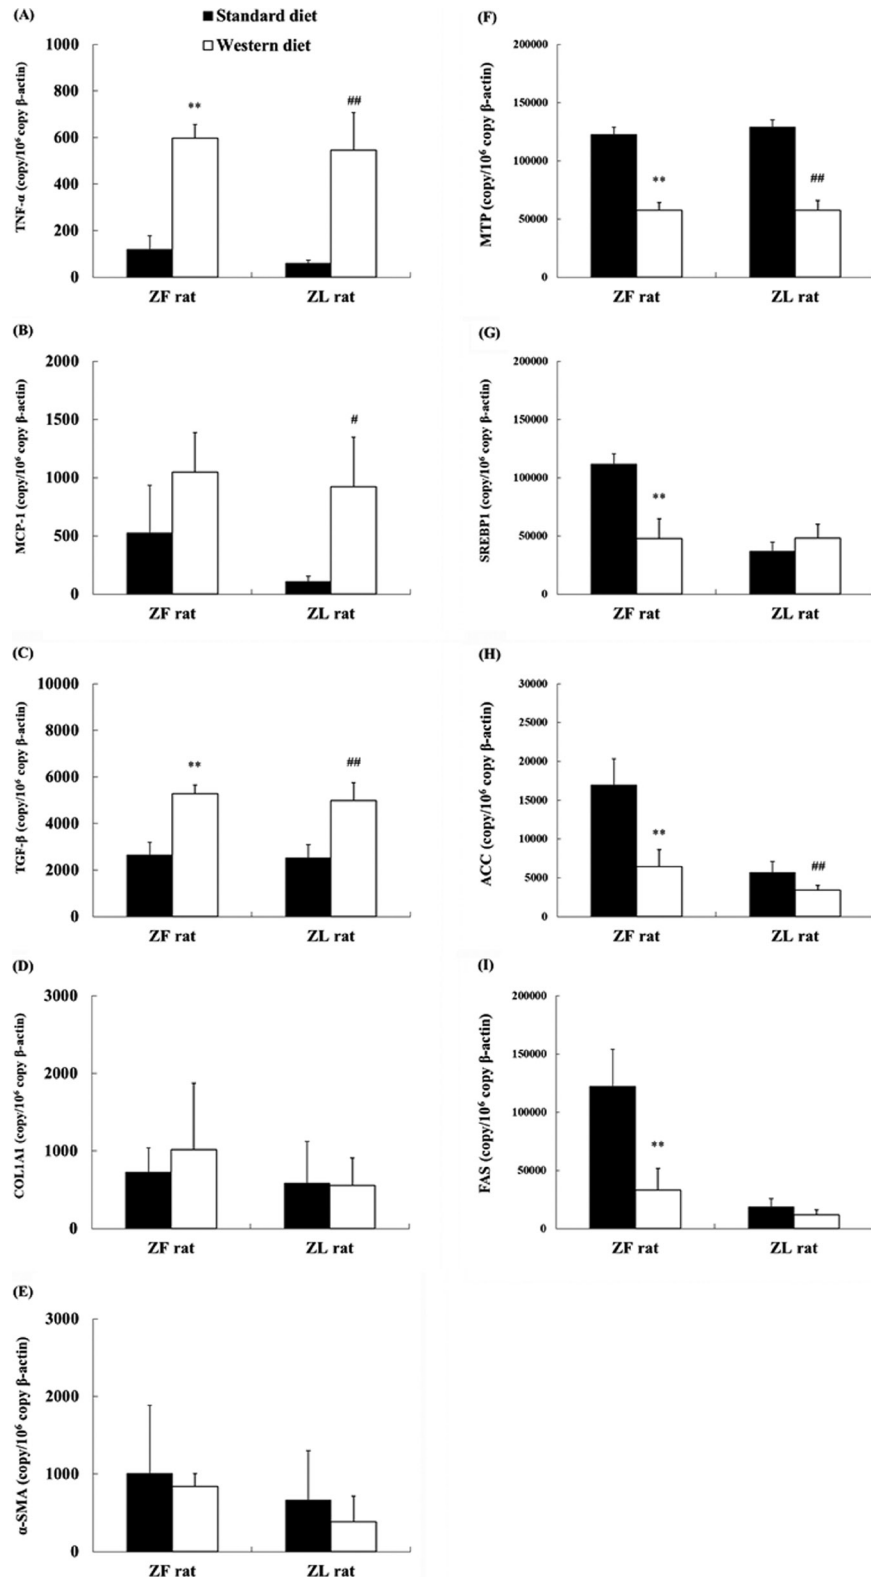 (A)
Standard diet
Western diet
TNF-α (copy/10⁶ copy β-actin)
1000
800
600
400
200
0
**
##
ZF rat
ZL rat
(B)
MCP-1 (copy/10⁶ copy β-actin)
2000
1500
1000
500
0
#
ZF rat
ZL rat
(C)
TGF-β (copy/10⁶ copy β-actin)
10000
8000
6000
4000
2000
0
**
##
ZF rat
ZL rat
(D)
COL1A1 (copy/10⁶ copy β-actin)
3000
2000
1000
0
ZF rat
ZL rat
(E)
α-SMA (copy/10⁶ copy β-actin)
3000
2000
1000
0
ZF rat
ZL rat
(F)
MTP (copy/10⁶ copy β-actin)
200000
150000
100000
50000
0
**
##
ZF rat
ZL rat
(G)
SREBP1 (copy/10⁶ copy β-actin)
200000
150000
100000
50000
0
**
ZF rat
ZL rat
(H)
ACC (copy/10⁶ copy β-actin)
30000
25000
20000
15000
10000
5000
0
**
##
ZF rat
ZL rat
(I)
FAS (copy/10⁶ copy β-actin)
200000
150000
100000
50000
0
**
ZF rat
ZL rat